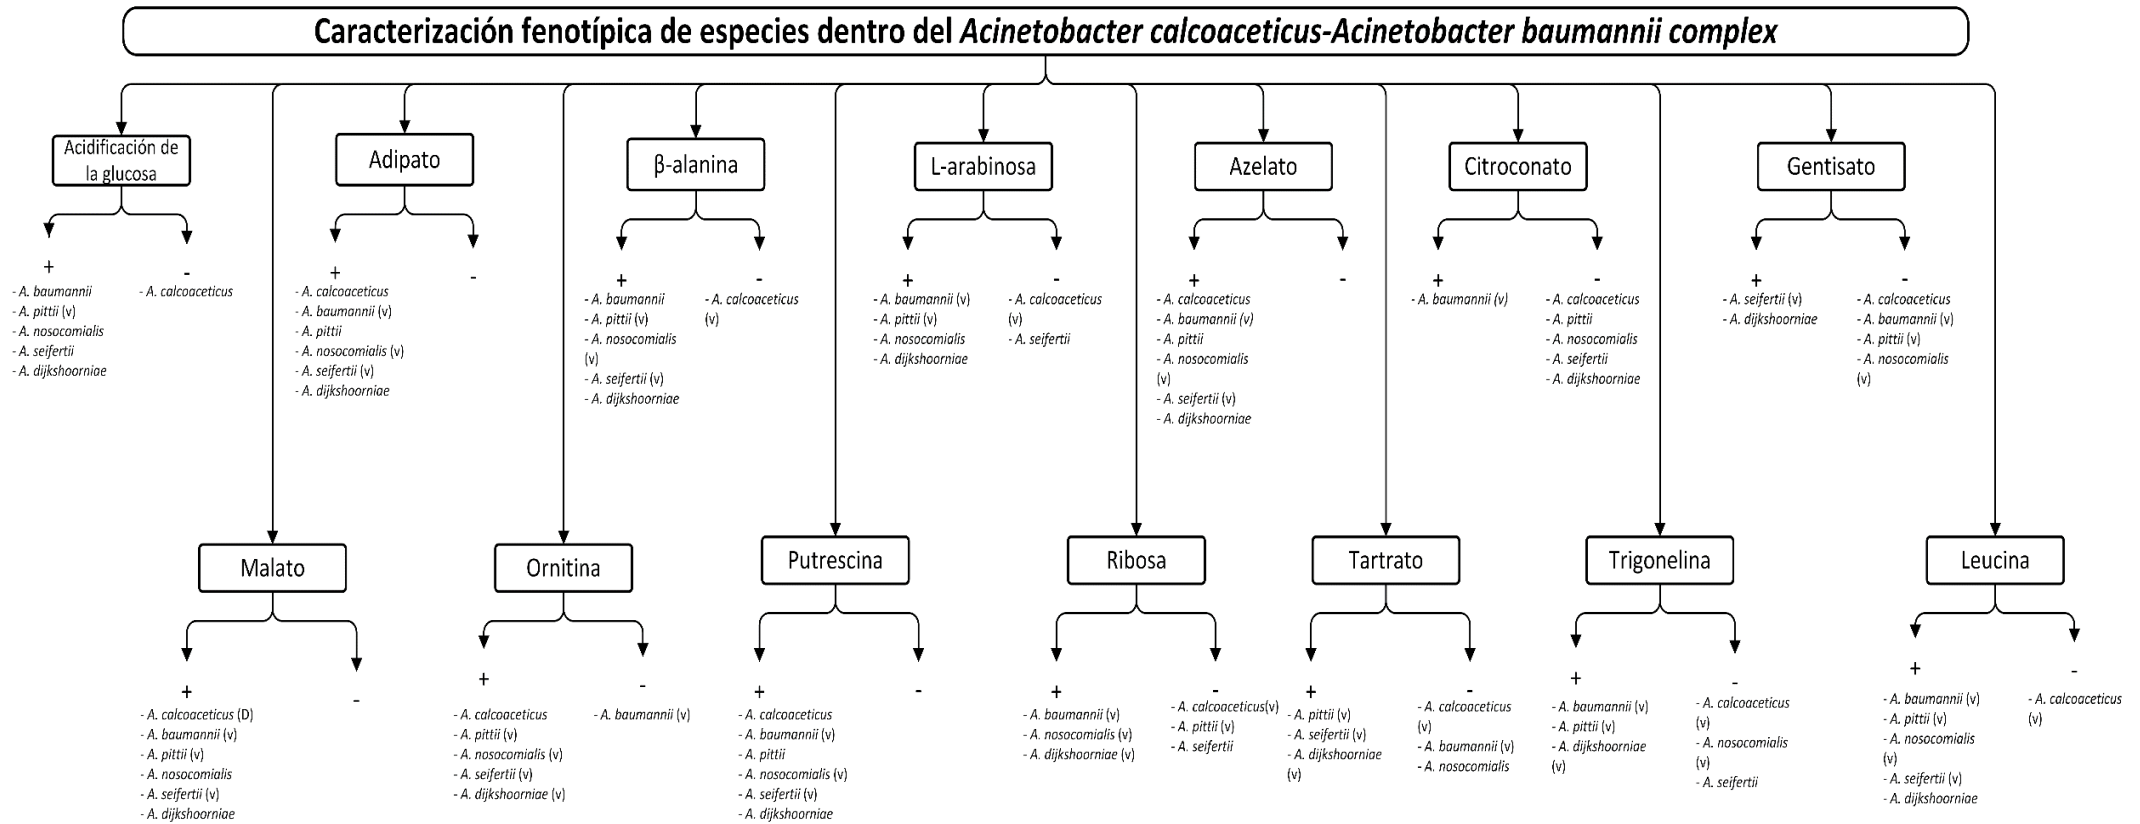 Caracterización fenotípica de especies dentro del Acinetobacter calcoaceticus-Acinetobacter baumannii complex
Acidificación de
la glucosa
+
- A. baumannii
- A. pittii (v)
- A. nosocomialis
- A. seifertii
- A. dijkshoorniae
-
- A. calcoaceticus
Adipato
+
- A. calcoaceticus
- A. baumannii (v)
- A. pittii
- A. nosocomialis (v)
- A. seifertii (v)
- A. dijkshoorniae
-
β-alanina
+
- A. baumannii
- A. pittii (v)
- A. nosocomialis
(v)
- A. seifertii (v)
- A. dijkshoorniae
-
- A. calcoaceticus
(v)
L-arabinosa
+
- A. baumannii (v)
- A. pittii (v)
- A. nosocomialis
- A. dijkshoorniae
-
- A. calcoaceticus
(v)
- A. seifertii
Azelato
+
- A. calcoaceticus
- A. baumannii (v)
- A. pittii
- A. nosocomialis
(v)
- A. seifertii (v)
- A. dijkshoorniae
-
Citroconato
+
- A. baumannii (v)
-
- A. calcoaceticus
- A. pittii
- A. nosocomialis
- A. seifertii
- A. dijkshoorniae
Gentisato
+
- A. seifertii (v)
- A. dijkshoorniae
-
- A. calcoaceticus
- A. baumannii (v)
- A. pittii (v)
- A. nosocomialis
(v)
Malato
+
- A. calcoaceticus (D)
- A. baumannii (v)
- A. pittii (v)
- A. nosocomialis
- A. seifertii (v)
- A. dijkshoorniae
-
Ornitina
+
- A. calcoaceticus
- A. pittii (v)
- A. nosocomialis (v)
- A. seifertii (v)
- A. dijkshoorniae (v)
-
- A. baumannii (v)
Putrescina
+
- A. calcoaceticus
- A. baumannii (v)
- A. pittii
- A. nosocomialis (v)
- A. seifertii (v)
- A. dijkshoorniae
-
Ribosa
+
- A. baumannii (v)
- A. nosocomialis (v)
- A. dijkshoorniae (v)
-
- A. calcoaceticus(v)
- A. pittii (v)
- A. seifertii
Tartrato
+
- A. pittii (v)
- A. seifertii (v)
- A. dijkshoorniae
(v)
-
- A. calcoaceticus
(v)
- A. baumannii (v)
- A. nosocomialis
Trigonelina
+
- A. baumannii (v)
- A. pittii (v)
- A. dijkshoorniae
(v)
-
- A. calcoaceticus
(v)
- A. nosocomialis
(v)
- A. seifertii
Leucina
+
- A. baumannii (v)
- A. pittii (v)
- A. nosocomialis
(v)
- A. seifertii (v)
- A. dijkshoorniae
-
- A. calcoaceticus
(v)